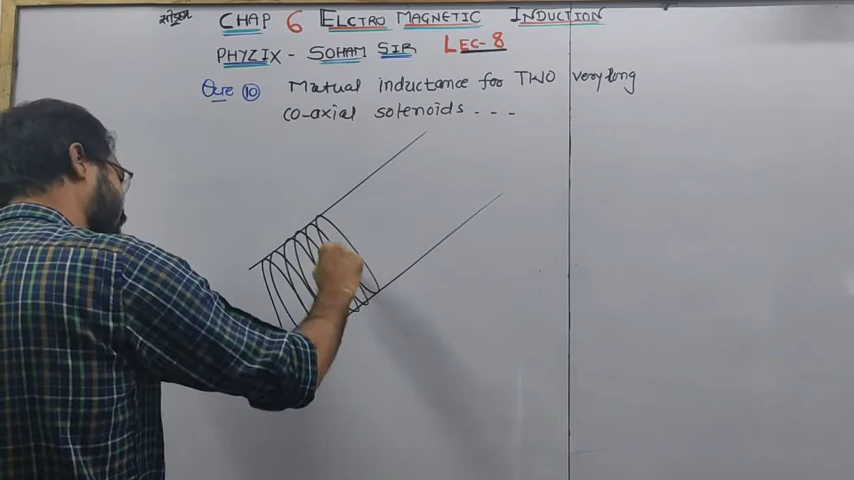 CHAP 6 ELCTRO MAGNETIC INDUCTION
PHYZIX - SOHAM SIR LEC-8
Que 10 Mutual inductance for TWO very long
co-axial solenoids - - -